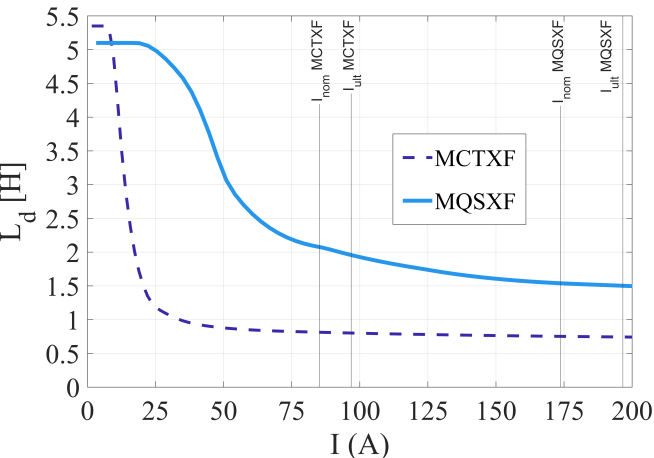 5.5
5
4.5
4
3.5
3
2.5
2
1.5
1
0.5
0
L_d [H]
I_nom MCTXF
I_ult MCTXF
I_nom MQSXF
I_ult MQSXF
MCTXF
MQSXF
0 25 50 75 100 125 150 175 200
I (A)